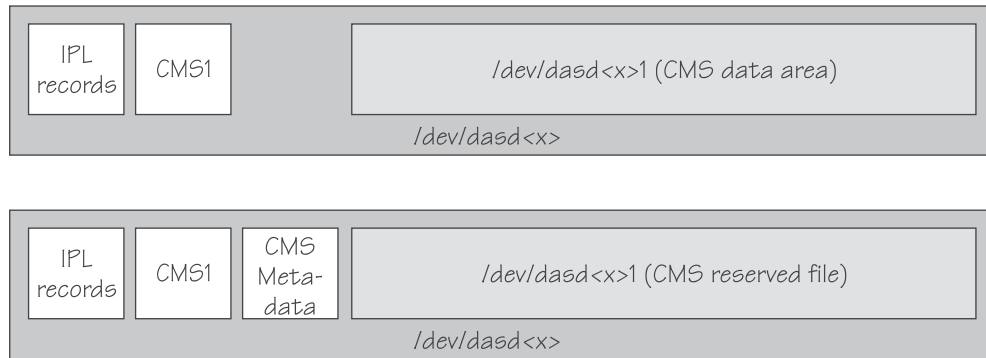 IPL
records
CMS1
/dev/dasd<x>1 (CMS data area)
/dev/dasd<x>
IPL
records
CMS1
CMS
Meta-
data
/dev/dasd<x>1 (CMS reserved file)
/dev/dasd<x>